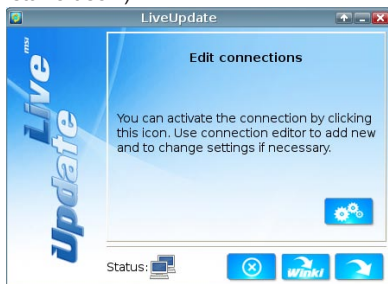 LiveUpdate
Edit connections
msi
Live
Update
You can activate the connection by clicking
this icon. Use connection editor to add new
and to change settings if necessary.
Status:
Winki